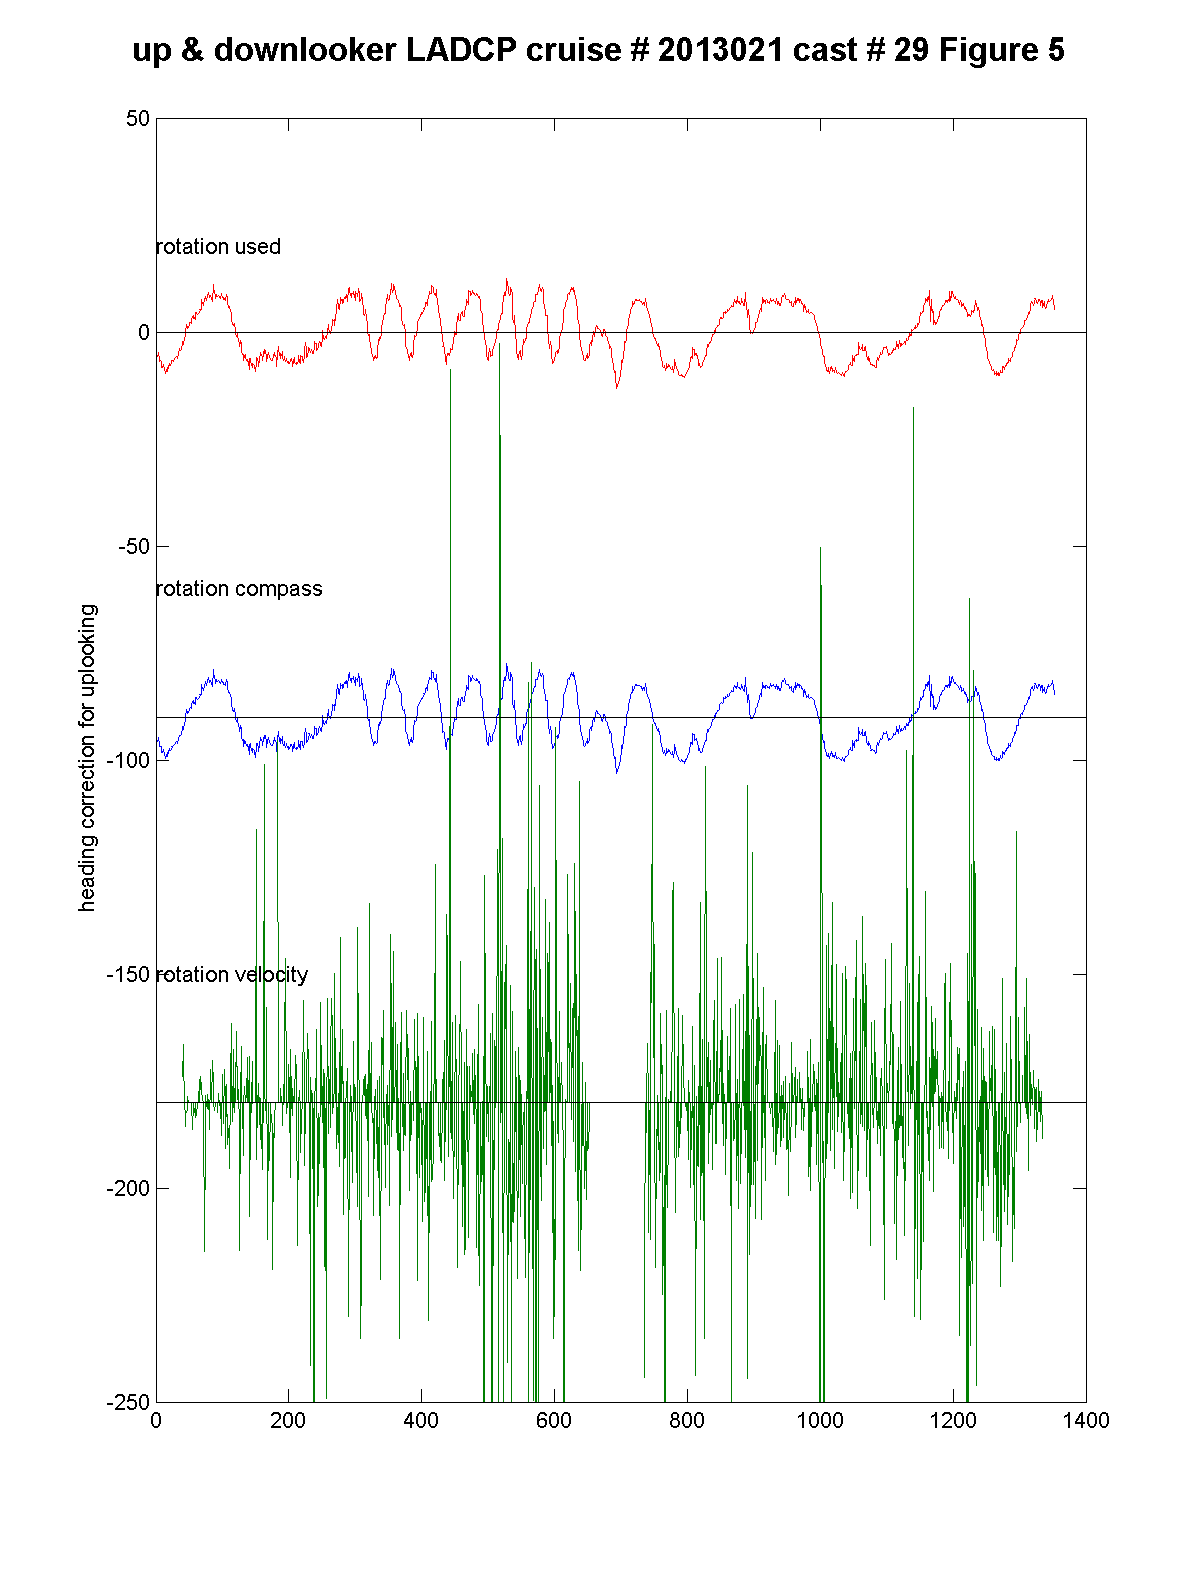 up & downlooker LADCP cruise # 2013021 cast # 29 Figure 5
50
rotation used
0
-50
rotation compass
heading correction for uplooking
-100
-150
rotation velocity
-200
-250
0 200 400 600 800 1000 1200 1400